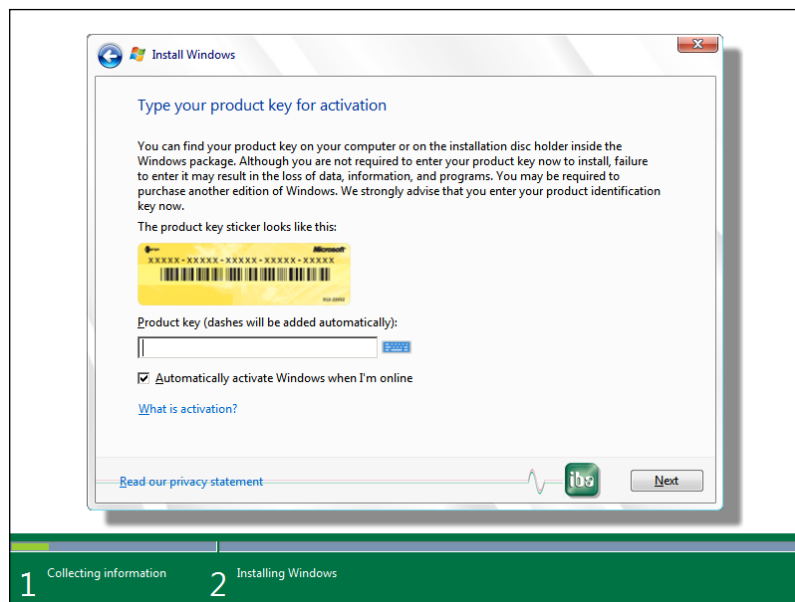 Install Windows
Type your product key for activation
You can find your product key on your computer or on the installation disc holder inside the
Windows package. Although you are not required to enter your product key now to install, failure
to enter it may result in the loss of data, information, and programs. You may be required to
purchase another edition of Windows. We strongly advise that you enter your product identification
key now.
The product key sticker looks like this:
Microsoft
XXXXX-XXXXX-XXXXX-XXXXX-XXXXX
Product key (dashes will be added automatically):
Automatically activate Windows when I'm online
What is activation?
Read our privacy statement
iba
Next
1 Collecting information
2 Installing Windows